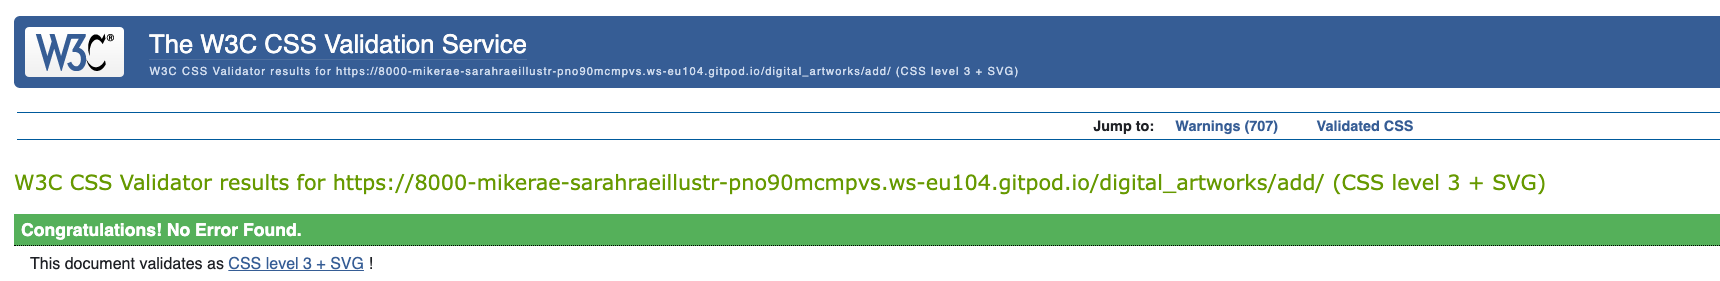 W3C®
The W3C CSS Validation Service
W3C CSS Validator results for https://8000-mikerae-sarahraeillustr-pno90mcmpvs.ws-eu104.gitpod.io/digital_artworks/add/ (CSS level 3 + SVG)
Jump to: Warnings (707) Validated CSS
W3C CSS Validator results for https://8000-mikerae-sarahraeillustr-pno90mcmpvs.ws-eu104.gitpod.io/digital_artworks/add/ (CSS level 3 + SVG)
Congratulations! No Error Found.
This document validates as CSS level 3 + SVG !